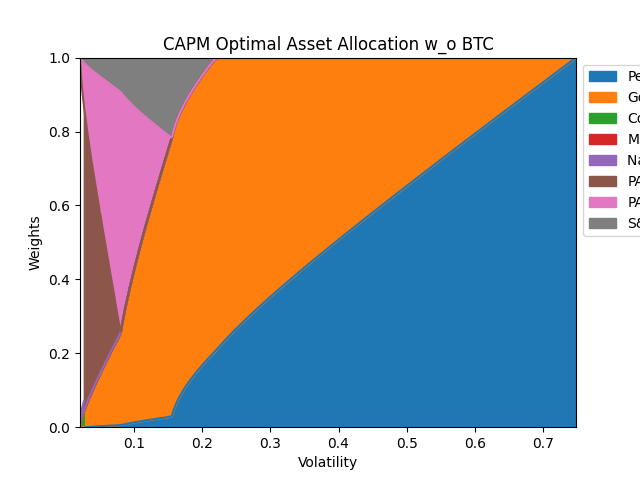 CAPM Optimal Asset Allocation w_o BTC
1.0
0.8
0.6
0.4
0.2
0.0
Weights
0.1 0.2 0.3 0.4 0.5 0.6 0.7
Volatility
Pe
Go
Co
M
Na
PA
PA
S&